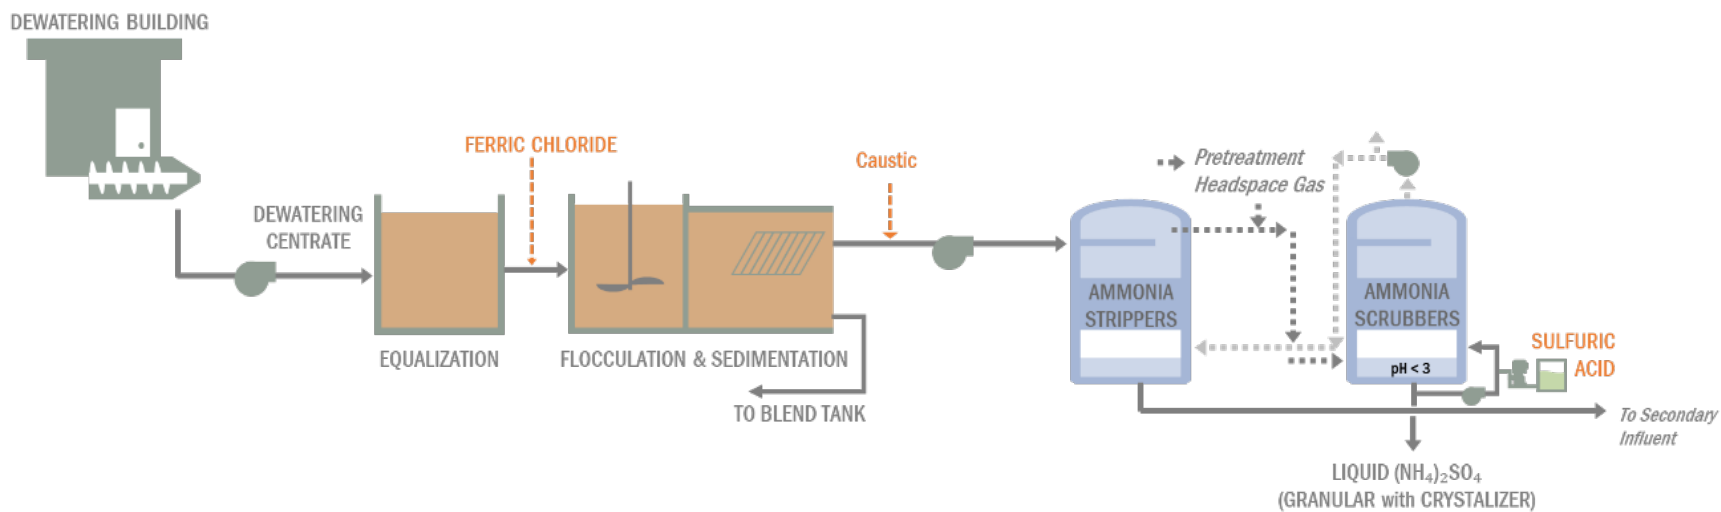 DEWATERING BUILDING
FERRIC CHLORIDE
Caustic
Pretreatment
Headspace Gas
DEWATERING
CENTRATE
AMMONIA
STRIPPERS
AMMONIA
SCRUBBERS
SULFURIC
ACID
pH < 3
EQUALIZATION
FLOCCULATION & SEDIMENTATION
TO BLEND TANK
To Secondary
Influent
LIQUID (NH₄)₂SO₄
(GRANULAR with CRYSTALIZER)